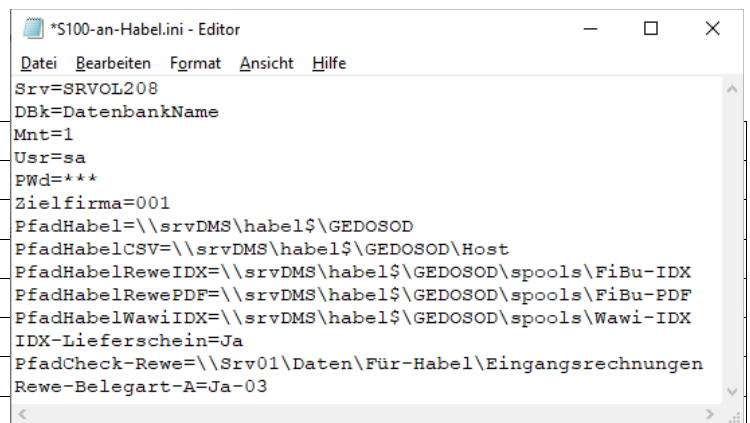 *S100-an-Habel.ini - Editor
Datei Bearbeiten Format Ansicht Hilfe
Srv=SRVOL208
DBk=DatenbankName
Mnt=1
Usr=sa
PWd=***
Zielfirma=001
PfadHabel=\\srvDMS\habel$\GEDOSOD
PfadHabelCSV=\\srvDMS\habel$\GEDOSOD\Host
PfadHabelReweIDX=\\srvDMS\habel$\GEDOSOD\spools\FiBu-IDX
PfadHabelRewePDF=\\srvDMS\habel$\GEDOSOD\spools\FiBu-PDF
PfadHabelWawiIDX=\\srvDMS\habel$\GEDOSOD\spools\Wawi-IDX
IDX-Lieferschein=Ja
PfadCheck-Rewe=\\Srv01\Daten\Für-Habel\Eingangsrechnungen
Rewe-Belegart-A=Ja-03